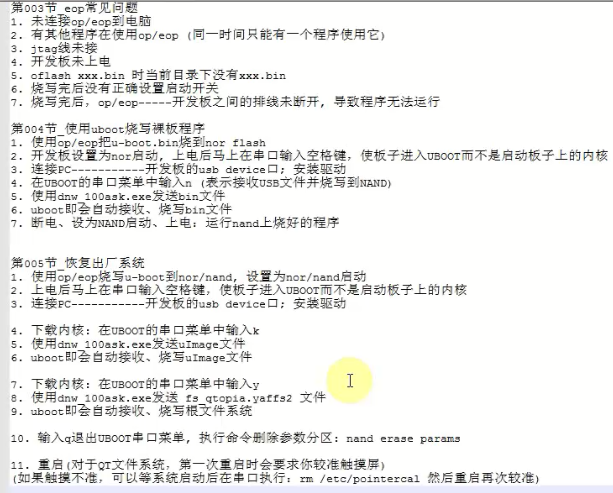 第003节_eop常见问题
1. 未连接op/eop到电脑
2. 有其他程序在使用op/eop (同一时间只能有一个程序使用它)
3. jtag线未接
4. 开发板未上电
5. oflash xxx.bin 时当前目录下没有xxx.bin
6. 烧写完后没有正确设置启动开关
7. 烧写完后，op/eop-----开发板之间的排线未断开, 导致程序无法运行
第004节_使用uboot烧写裸板程序
1. 使用op/eop把u-boot.bin烧到nor flash
2. 开发板设置为nor启动, 上电后马上在串口输入空格键，使板子进入UBOOT而不是启动板子上的内核
3. 连接PC-----------开发板的usb device口; 安装驱动
4. 在UBOOT的串口菜单中输入n (表示接收USB文件并烧写到NAND)
5. 使用dnw_100ask.exe发送bin文件
6. uboot即会自动接收、烧写bin文件
7. 断电、设为NAND启动、上电: 运行nand上烧好的程序
第005节_恢复出厂系统
1. 使用op/eop烧写u-boot到nor/nand, 设置为nor/nand启动
2. 上电后马上在串口输入空格键，使板子进入UBOOT而不是启动板子上的内核
3. 连接PC-----------开发板的usb device口; 安装驱动
4. 下载内核: 在UBOOT的串口菜单中输入k
5. 使用dnw_100ask.exe发送uImage文件
6. uboot即会自动接收、烧写uImage文件
7. 下载内核: 在UBOOT的串口菜单中输入y
8. 使用dnw_100ask.exe发送 fs_qtopia.yaffs2 文件
9. uboot即会自动接收、烧写根文件系统
10. 输入q退出UBOOT串口菜单, 执行命令删除参数分区: nand erase params
11. 重启(对于QT文件系统，第一次重启时会要求你较准触摸屏)
(如果触摸不准，可以等系统启动后在串口执行: rm /etc/pointercal 然后重启再次较准)